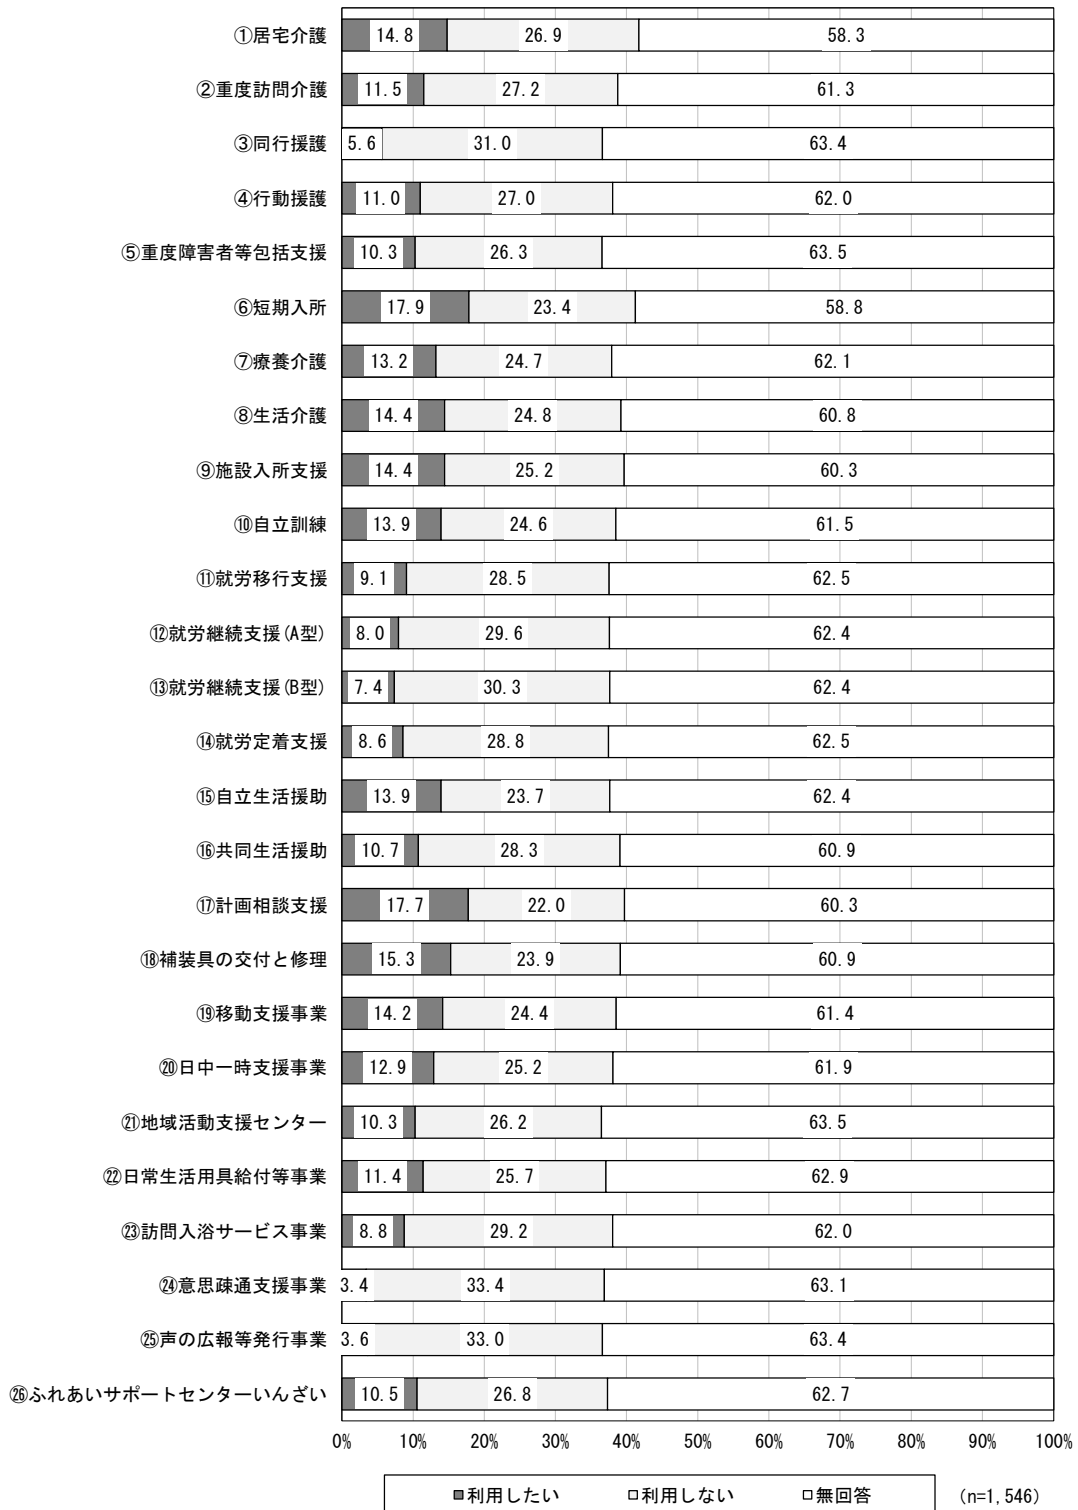 ①居宅介護 14.8 26.9 58.3
②重度訪問介護 11.5 27.2 61.3
③同行援護 5.6 31.0 63.4
④行動援護 11.0 27.0 62.0
⑤重度障害者等包括支援 10.3 26.3 63.5
⑥短期入所 17.9 23.4 58.8
⑦療養介護 13.2 24.7 62.1
⑧生活介護 14.4 24.8 60.8
⑨施設入所支援 14.4 25.2 60.3
⑩自立訓練 13.9 24.6 61.5
⑪就労移行支援 9.1 28.5 62.5
⑫就労継続支援(A型) 8.0 29.6 62.4
⑬就労継続支援(B型) 7.4 30.3 62.4
⑭就労定着支援 8.6 28.8 62.5
⑮自立生活援助 13.9 23.7 62.4
⑯共同生活援助 10.7 28.3 60.9
⑰計画相談支援 17.7 22.0 60.3
⑱補装具の交付と修理 15.3 23.9 60.9
⑲移動支援事業 14.2 24.4 61.4
⑳日中一時支援事業 12.9 25.2 61.9
㉑地域活動支援センター 10.3 26.2 63.5
㉒日常生活用具給付等事業 11.4 25.7 62.9
㉓訪問入浴サービス事業 8.8 29.2 62.0
㉔意思疎通支援事業 3.4 33.4 63.1
㉕声の広報等発行事業 3.6 33.0 63.4
㉖ふれあいサポートセンターいんざい 10.5 26.8 62.7
0% 10% 20% 30% 40% 50% 60% 70% 80% 90% 100%
利用したい 利用しない 無回答 (n=1,546)